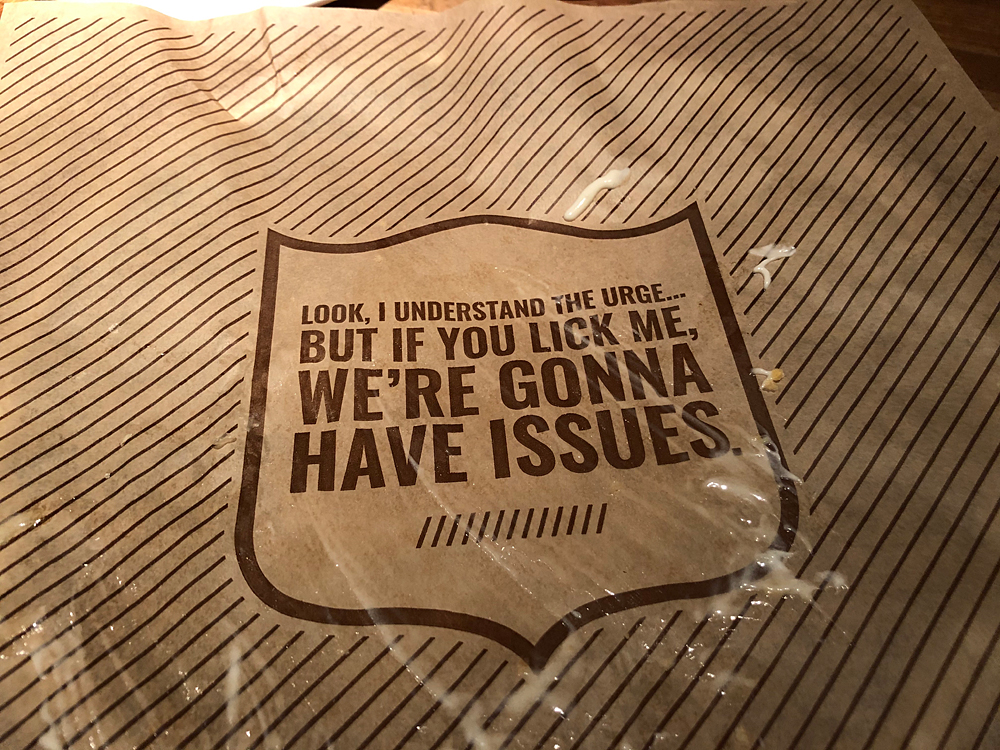 LOOK, I UNDERSTAND THE URGE...
BUT IF YOU LICK ME,
WE'RE GONNA
HAVE ISSUES.